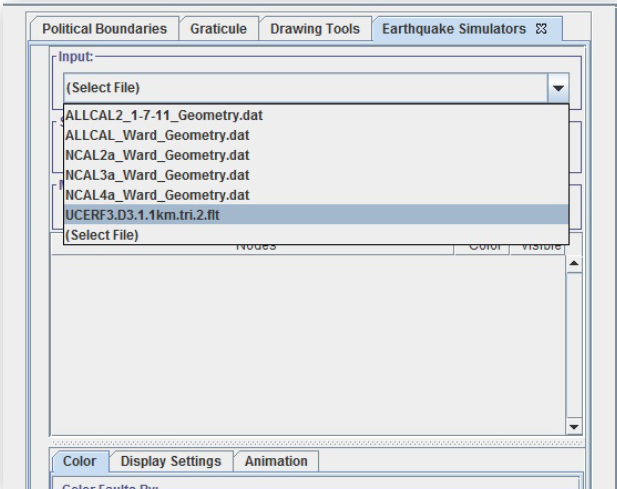 Political Boundaries Graticule Drawing Tools Earthquake Simulators
Input:
(Select File)
ALLCAL2_1-7-11_Geometry.dat
ALLCAL_Ward_Geometry.dat
NCAL2a_Ward_Geometry.dat
NCAL3a_Ward_Geometry.dat
NCAL4a_Ward_Geometry.dat
UCERF3.D3.1.1km.tri.2.flt
(Select File)
Nodes Color Visible
Color Display Settings Animation
Color Faults By: